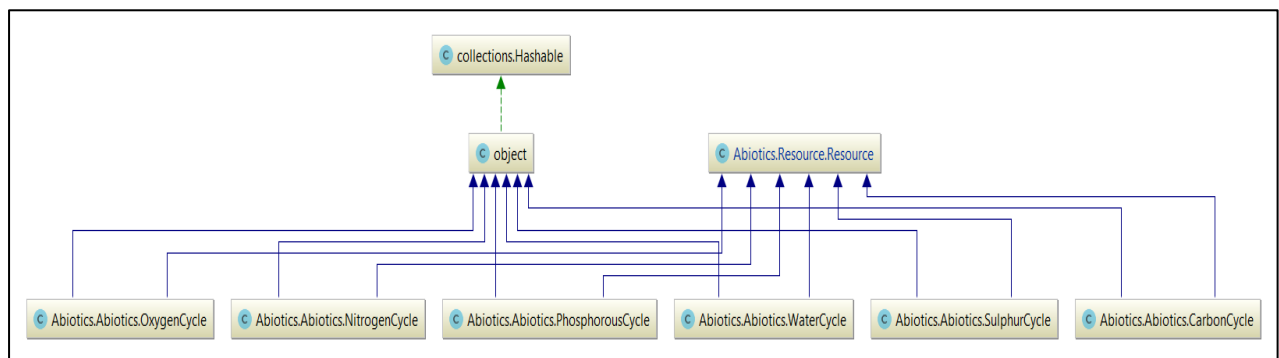 C collections.Hashable
C object
C Abiotics.Resource.Resource
C Abiotics.Abiotics.OxygenCycle
C Abiotics.Abiotics.NitrogenCycle
C Abiotics.Abiotics.PhosphorousCycle
C Abiotics.Abiotics.WaterCycle
C Abiotics.Abiotics.SulphurCycle
C Abiotics.Abiotics.CarbonCycle